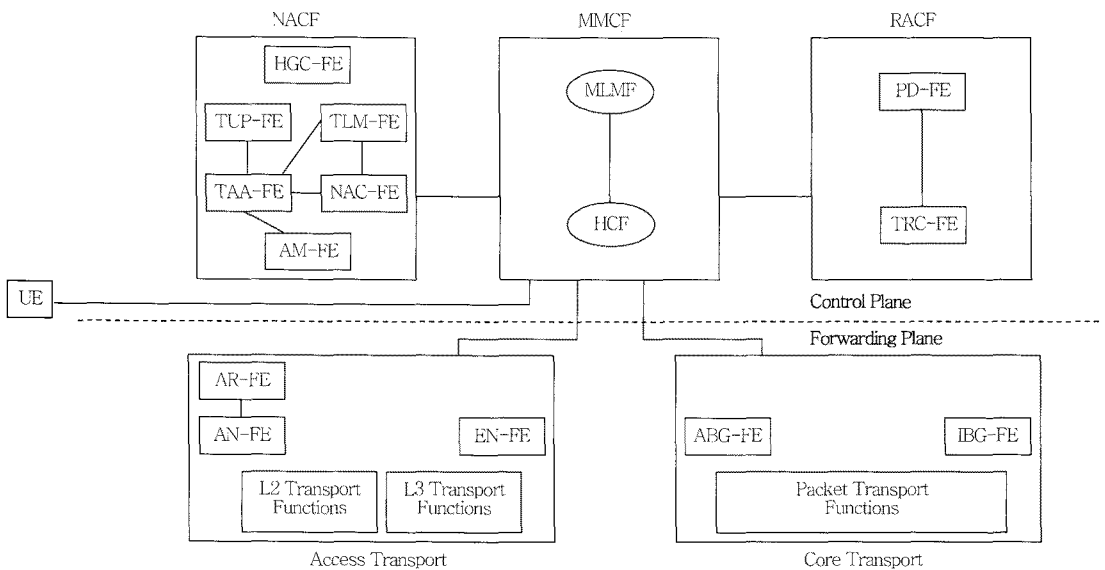 NACF
MMCF
RACF
HGC-FE
TUP-FE
TLM-FE
TAA-FE
NAC-FE
AM-FE
MLMF
HCF
PD-FE
TRC-FE
UE
Control Plane
Forwarding Plane
AR-FE
AN-FE
EN-FE
L2 Transport
Functions
L3 Transport
Functions
Access Transport
ABG-FE
IBG-FE
Packet Transport
Functions
Core Transport